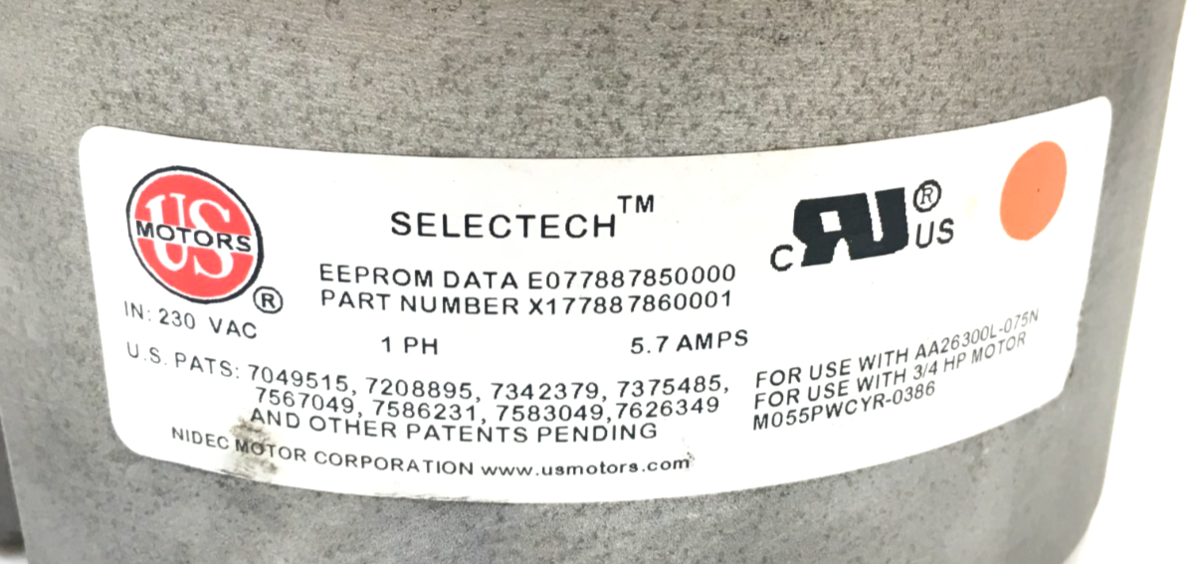 US
MOTORS
®
SELECTECH™
EEPROM DATA E077887850000
PART NUMBER X177887860001
C RU® US
IN: 230 VAC
1 PH
5.7 AMPS
U.S. PATS: 7049515, 7208895, 7342379, 7375485,
7567049, 7586231, 7583049,7626349
AND OTHER PATENTS PENDING
FOR USE WITH AA26300L-075N
FOR USE WITH 3/4 HP MOTOR
M055PWCYR-0386
NIDEC MOTOR CORPORATION www.usmotors.com